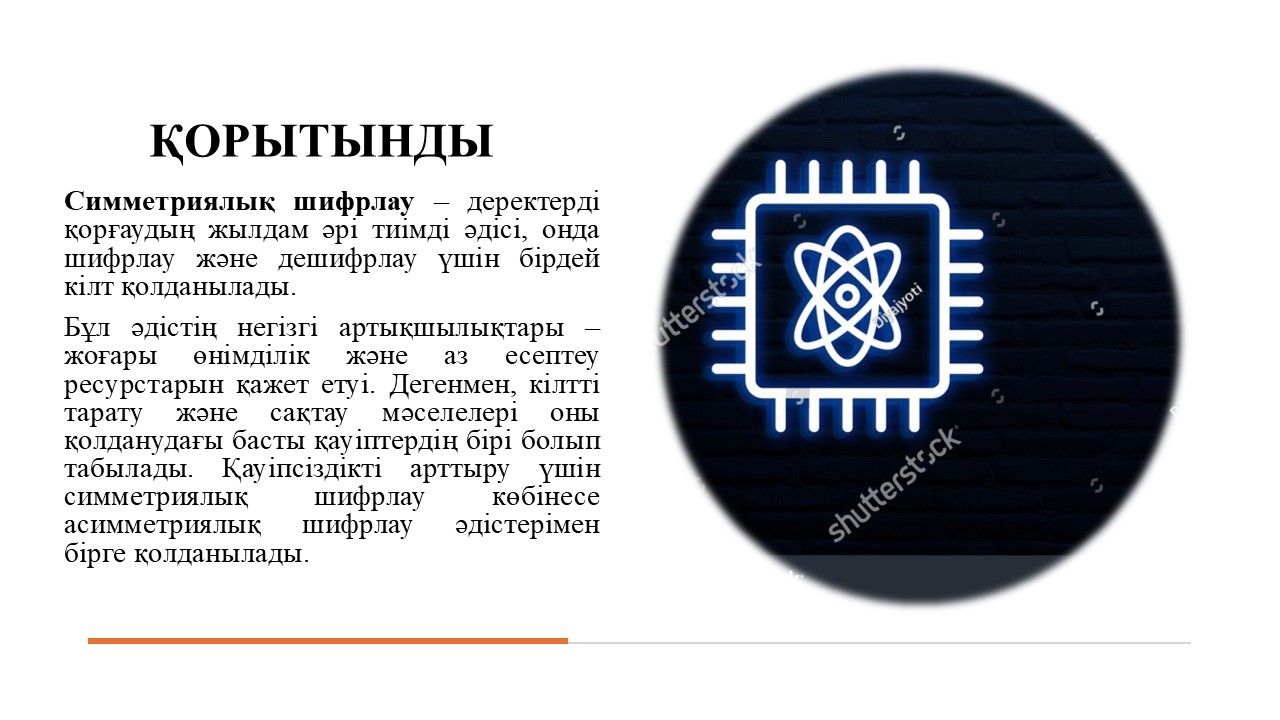 ҚОРЫТЫНДЫ
Симметриялық шифрлау – деректерді
қорғаудың жылдам әрі тиімді әдісі, онда
шифрлау және дешифрлау үшін бірдей
кілт қолданылады.
Бұл әдістің негізгі артықшылықтары –
жоғары өнімділік және аз есептеу
ресурстарын қажет етуі. Дегенмен, кілтті
тарату және сақтау мәселелері оны
қолданудағы басты қауіптердің бірі болып
табылады. Қауіпсіздікті арттыру үшін
симметриялық шифрлау көбінесе
асимметриялық шифрлау әдістерімен
бірге қолданылады.
shutterstock
shutterstock